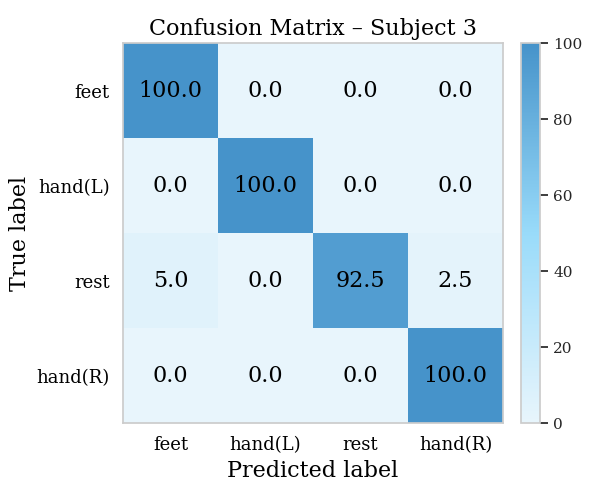 Confusion Matrix – Subject 3
True label
feet 100.0 0.0 0.0 0.0
hand(L) 0.0 100.0 0.0 0.0
rest 5.0 0.0 92.5 2.5
hand(R) 0.0 0.0 0.0 100.0
feet hand(L) rest hand(R)
Predicted label
100
80
60
40
20
0